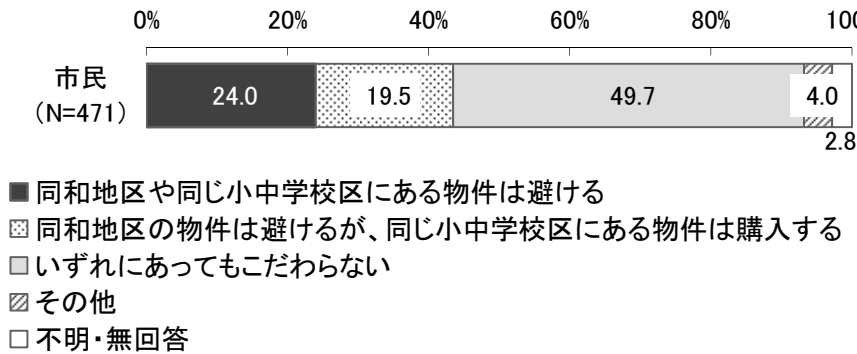 0% 20% 40% 60% 80% 100
市民 24.0 19.5 49.7 4.0
(N=471)
2.8
同和地区や同じ小中学校区にある物件は避ける
同和地区の物件は避けるが、同じ小中学校区にある物件は購入する
いずれにあってもこだわらない
その他
不明・無回答